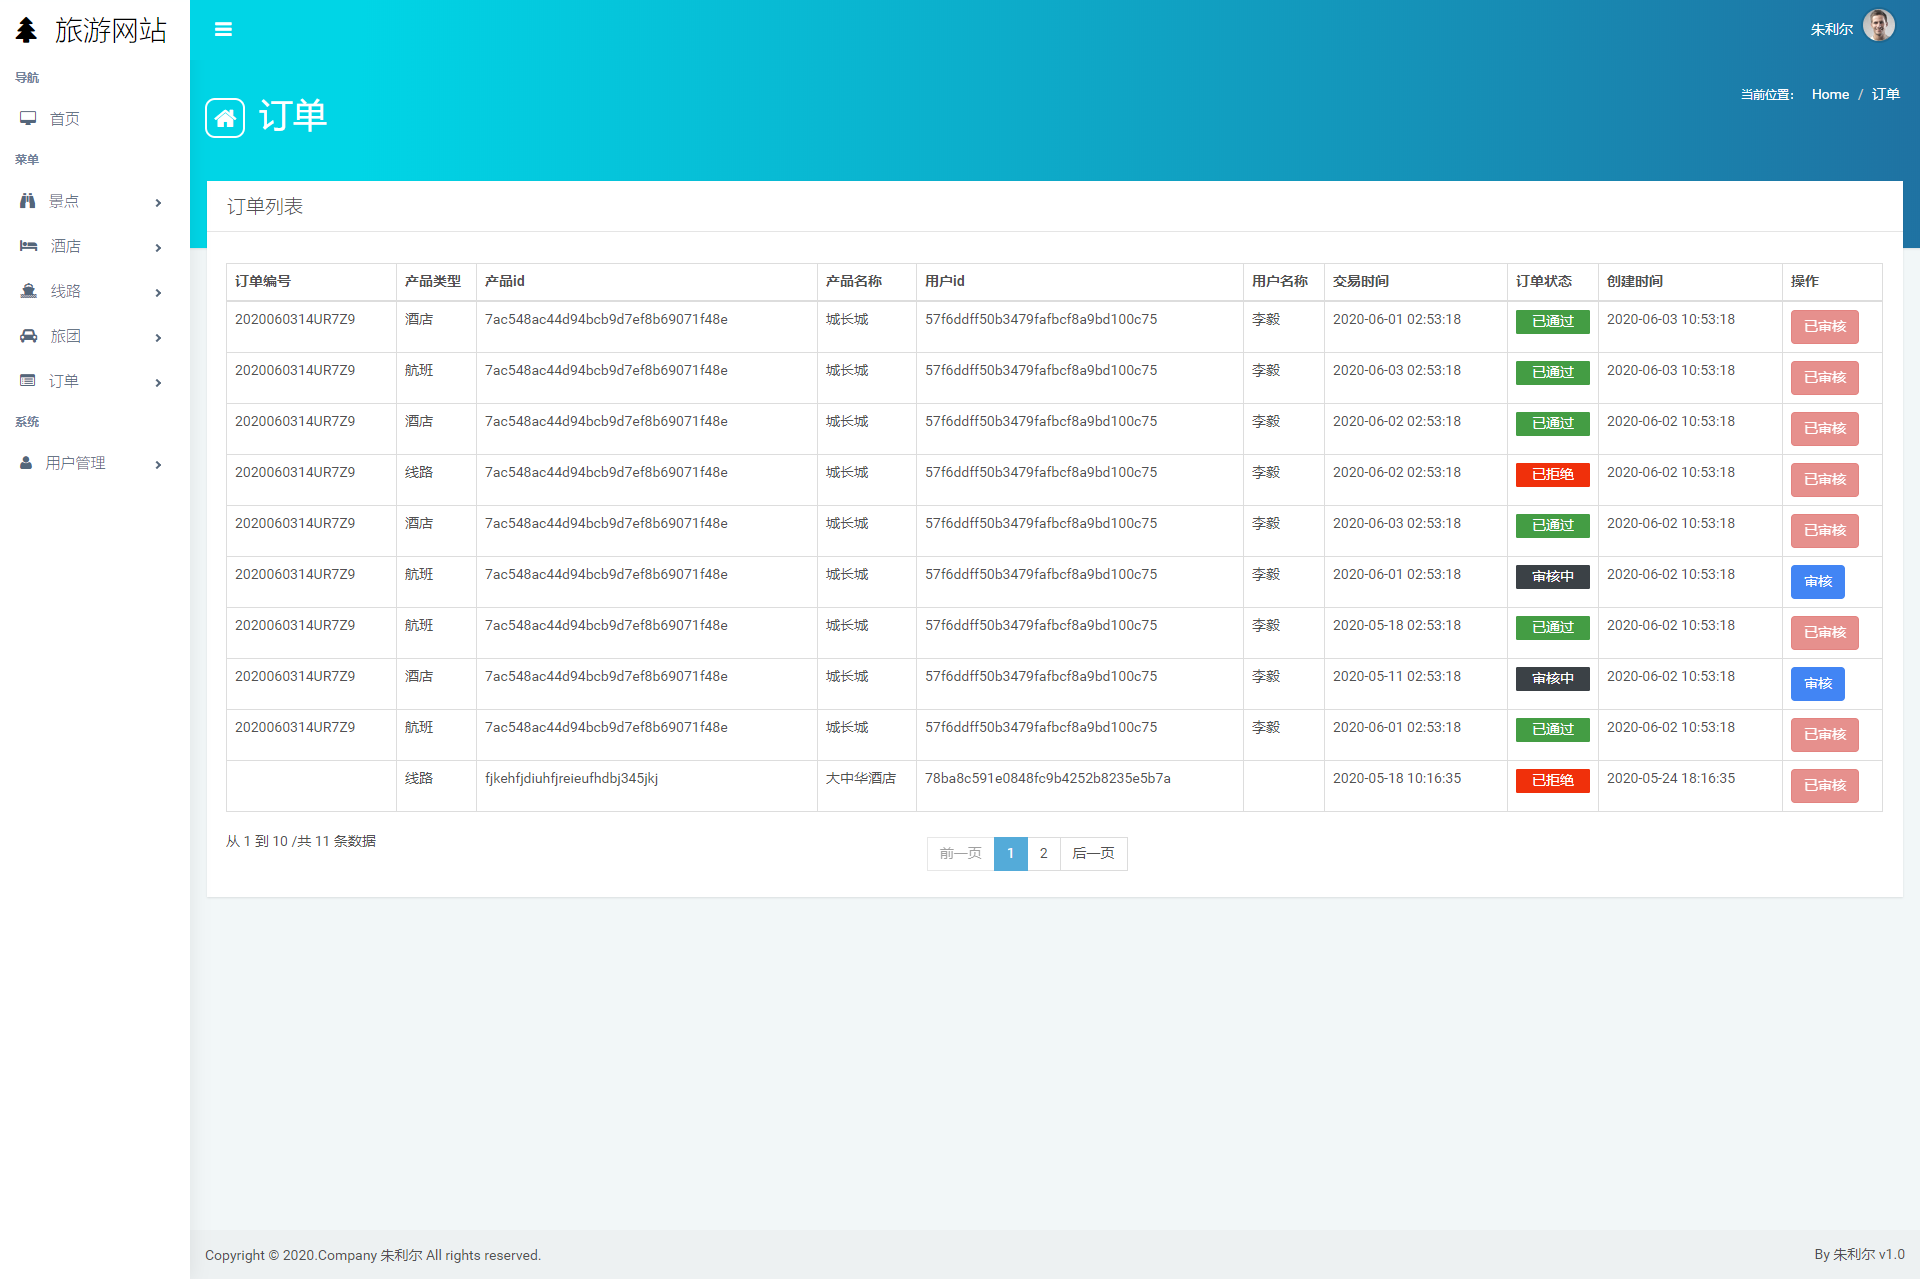 旅游网站
朱利尔
导航
首页
菜单
景点
酒店
线路
旅团
订单
系统
用户管理
订单
当前位置： Home / 订单
订单列表
订单编号 产品类型 产品id 产品名称 用户id 用户名称 交易时间 订单状态 创建时间 操作
2020060314UR7Z9 酒店 7ac548ac44d94bcb9d7ef8b69071f48e 城长城 57f6ddff50b3479fafbcf8a9bd100c75 李毅 2020-06-01 02:53:18 已通过 2020-06-03 10:53:18 已审核
2020060314UR7Z9 航班 7ac548ac44d94bcb9d7ef8b69071f48e 城长城 57f6ddff50b3479fafbcf8a9bd100c75 李毅 2020-06-03 02:53:18 已通过 2020-06-03 10:53:18 已审核
2020060314UR7Z9 酒店 7ac548ac44d94bcb9d7ef8b69071f48e 城长城 57f6ddff50b3479fafbcf8a9bd100c75 李毅 2020-06-02 02:53:18 已通过 2020-06-02 10:53:18 已审核
2020060314UR7Z9 线路 7ac548ac44d94bcb9d7ef8b69071f48e 城长城 57f6ddff50b3479fafbcf8a9bd100c75 李毅 2020-06-02 02:53:18 已拒绝 2020-06-02 10:53:18 已审核
2020060314UR7Z9 酒店 7ac548ac44d94bcb9d7ef8b69071f48e 城长城 57f6ddff50b3479fafbcf8a9bd100c75 李毅 2020-06-03 02:53:18 已通过 2020-06-02 10:53:18 已审核
2020060314UR7Z9 航班 7ac548ac44d94bcb9d7ef8b69071f48e 城长城 57f6ddff50b3479fafbcf8a9bd100c75 李毅 2020-06-01 02:53:18 审核中 2020-06-02 10:53:18 审核
2020060314UR7Z9 航班 7ac548ac44d94bcb9d7ef8b69071f48e 城长城 57f6ddff50b3479fafbcf8a9bd100c75 李毅 2020-05-18 02:53:18 已通过 2020-06-02 10:53:18 已审核
2020060314UR7Z9 酒店 7ac548ac44d94bcb9d7ef8b69071f48e 城长城 57f6ddff50b3479fafbcf8a9bd100c75 李毅 2020-05-11 02:53:18 审核中 2020-06-02 10:53:18 审核
2020060314UR7Z9 航班 7ac548ac44d94bcb9d7ef8b69071f48e 城长城 57f6ddff50b3479fafbcf8a9bd100c75 李毅 2020-06-01 02:53:18 已通过 2020-06-02 10:53:18 已审核
线路 fjkehfjdiuhfjreieufhdbj345jkj 大中华酒店 78ba8c591e0848fc9b4252b8235e5b7a 2020-05-18 10:16:35 已拒绝 2020-05-24 18:16:35 已审核
从 1 到 10 /共 11 条数据
前一页 1 2 后一页
Copyright © 2020.Company 朱利尔 All rights reserved.
By 朱利尔 v1.0